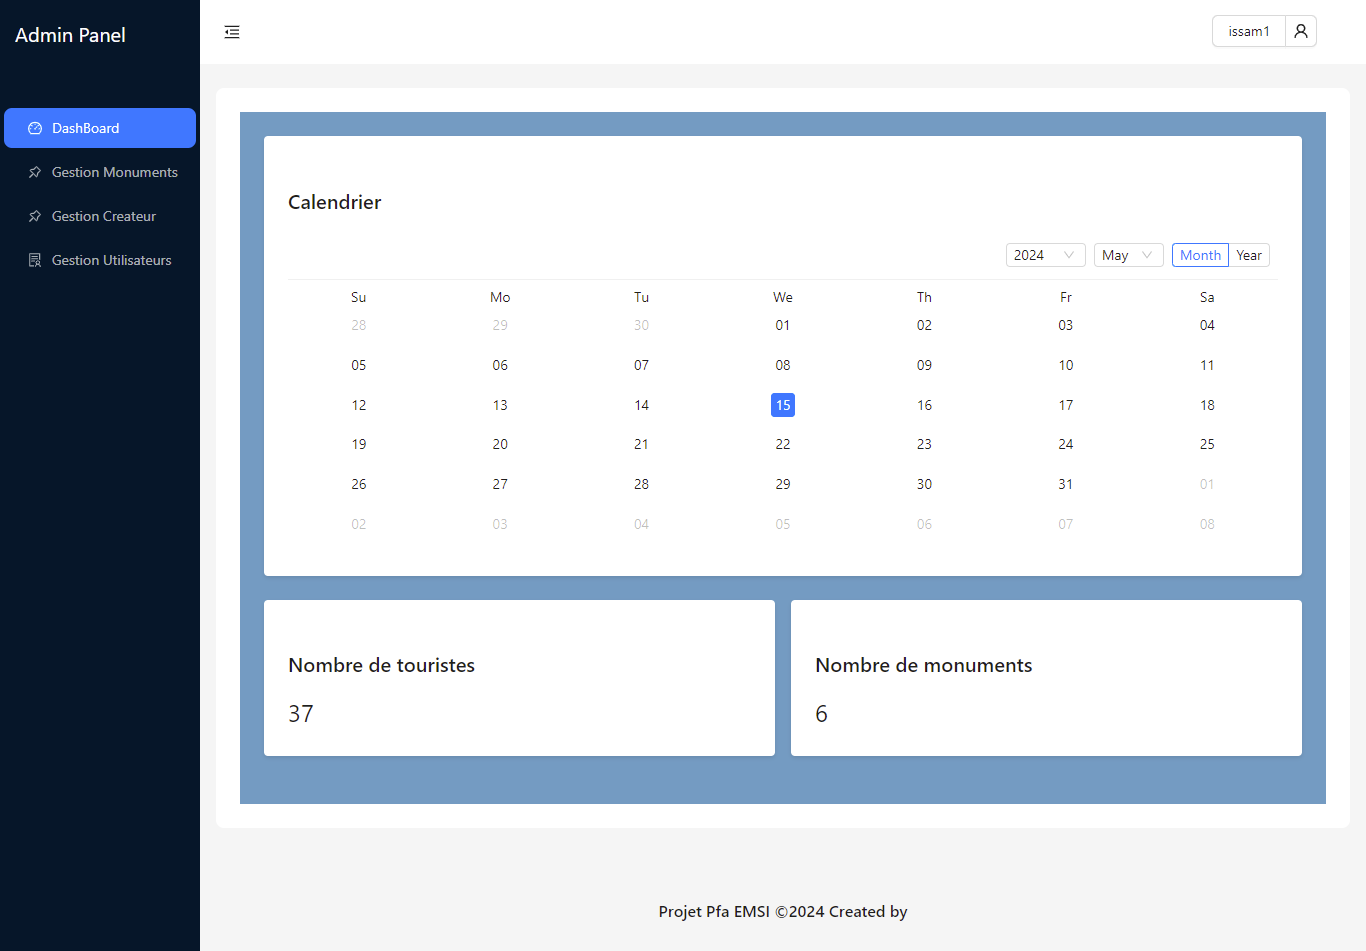 Admin Panel
issam1
DashBoard
Gestion Monuments
Gestion Createur
Gestion Utilisateurs
Calendrier
2024 May Month Year
Su Mo Tu We Th Fr Sa
28 29 30 01 02 03 04
05 06 07 08 09 10 11
12 13 14 15 16 17 18
19 20 21 22 23 24 25
26 27 28 29 30 31 01
02 03 04 05 06 07 08
Nombre de touristes
37
Nombre de monuments
6
Projet Pfa EMSI ©2024 Created by